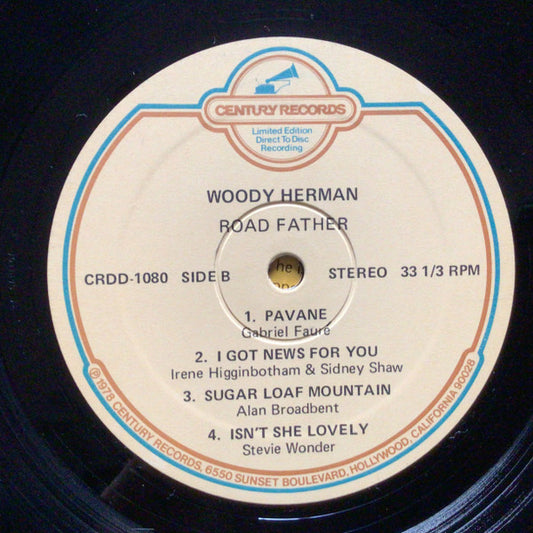 CENTURY RECORDS
Limited Edition
Direct To Disc
Recording
WOODY HERMAN
ROAD FATHER
CRDD-1080 SIDE B
STEREO 33 1/3 RPM
1. PAVANE
Gabriel Faure
2. I GOT NEWS FOR YOU
Irene Higginbotham & Sidney Shaw
3. SUGAR LOAF MOUNTAIN
Alan Broadbent
4. ISN'T SHE LOVELY
Stevie Wonder
℗1978 CENTURY RECORDS, 6550 SUNSET BOULEVARD, HOLLYWOOD, CALIFORNIA 90028